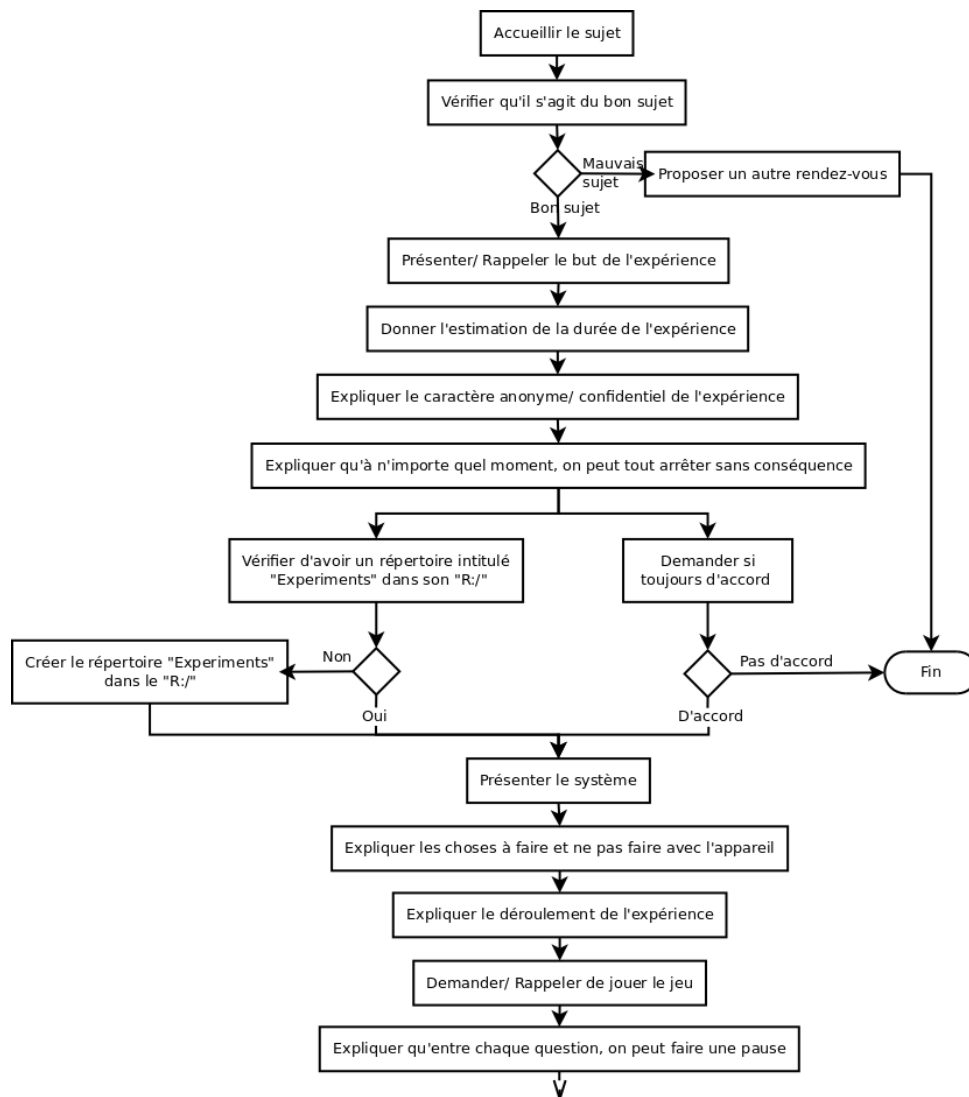 Accueillir le sujet
Vérifier qu'il s'agit du bon sujet
Mauvais
sujet
Proposer un autre rendez-vous
Bon sujet
Présenter/ Rappeler le but de l'expérience
Donner l'estimation de la durée de l'expérience
Expliquer le caractère anonyme/ confidentiel de l'expérience
Expliquer qu'à n'importe quel moment, on peut tout arrêter sans conséquence
Vérifier d'avoir un répertoire intitulé
"Experiments" dans son "R:/"
Demander si
toujours d'accord
Créer le répertoire "Experiments"
dans le "R:/"
Non
Oui
Pas d'accord
D'accord
Fin
Présenter le système
Expliquer les choses à faire et ne pas faire avec l'appareil
Expliquer le déroulement de l'expérience
Demander/ Rappeler de jouer le jeu
Expliquer qu'entre chaque question, on peut faire une pause